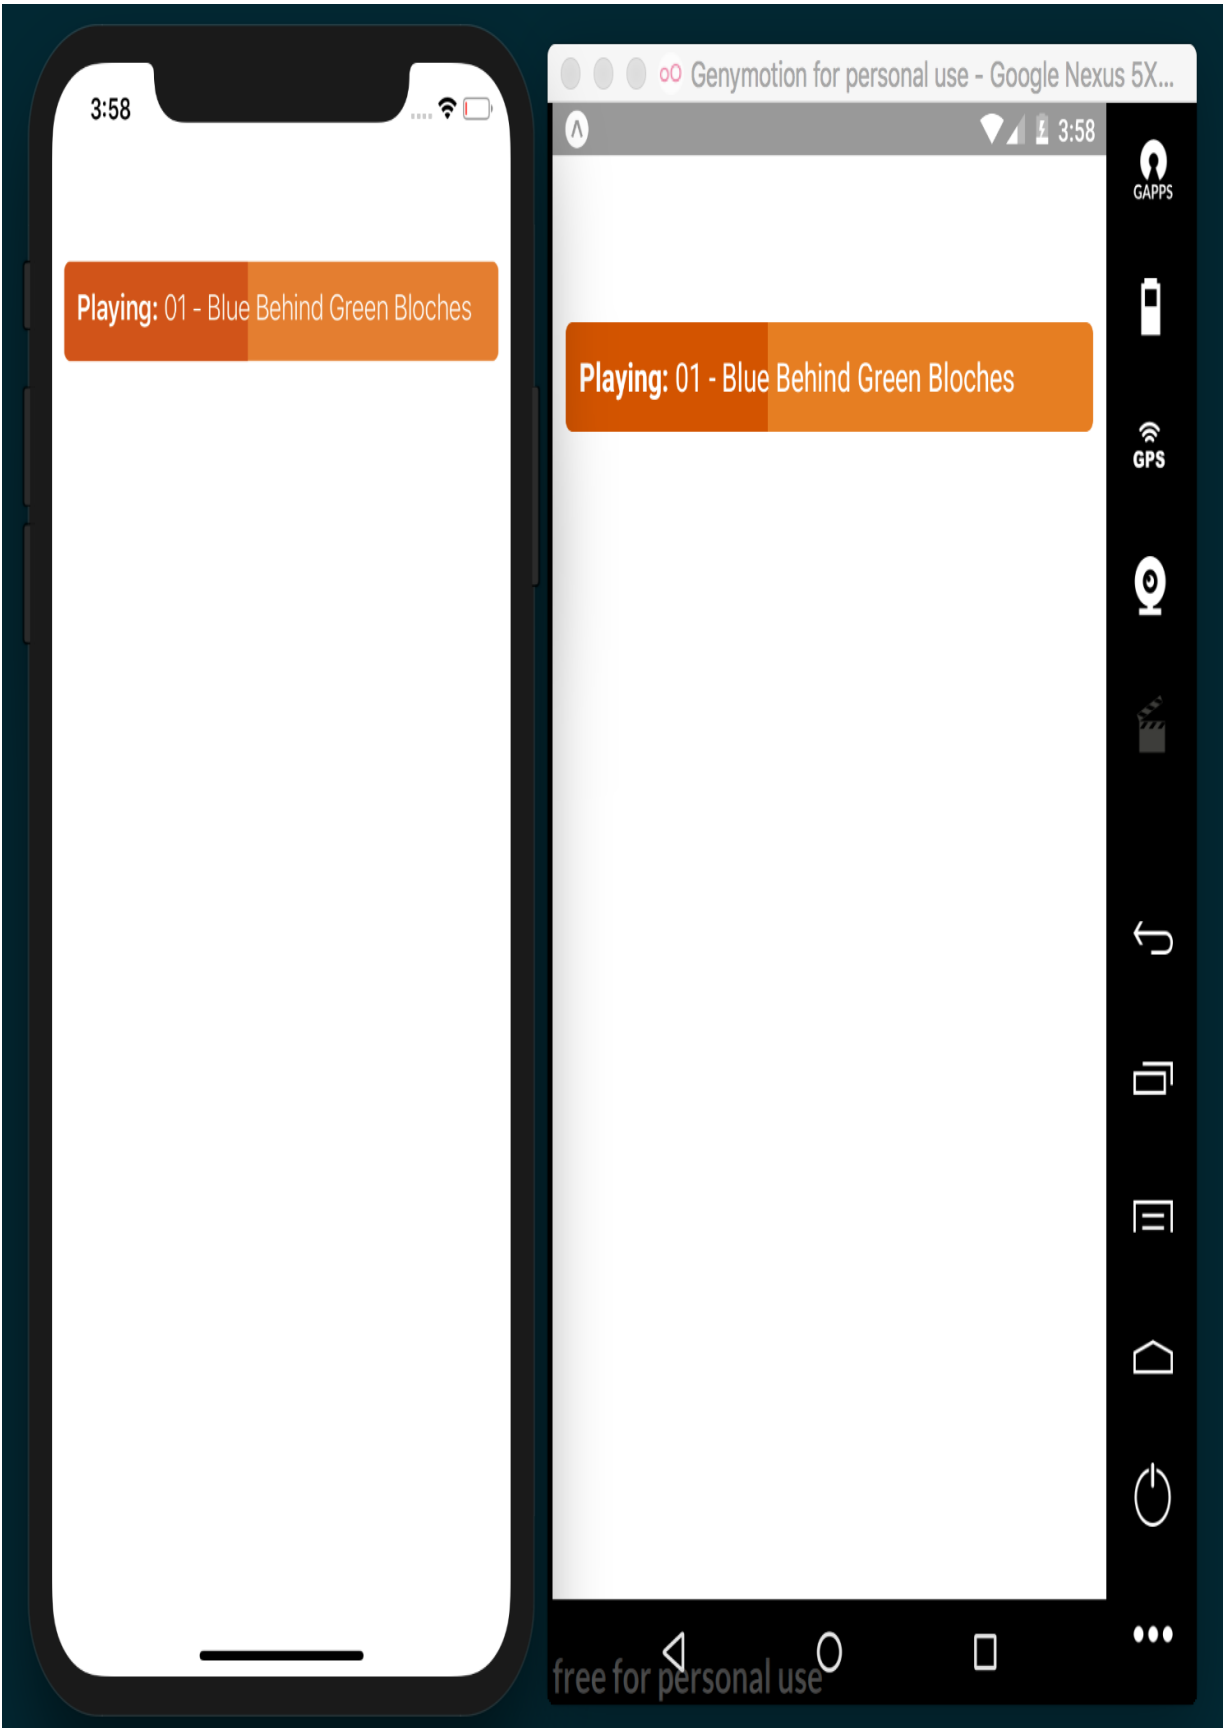 3:58
Playing: 01 - Blue Behind Green Bloches
Genymotion for personal use - Google Nexus 5X...
3:58
Playing: 01 - Blue Behind Green Bloches
GAPPS
GPS
free for personal use